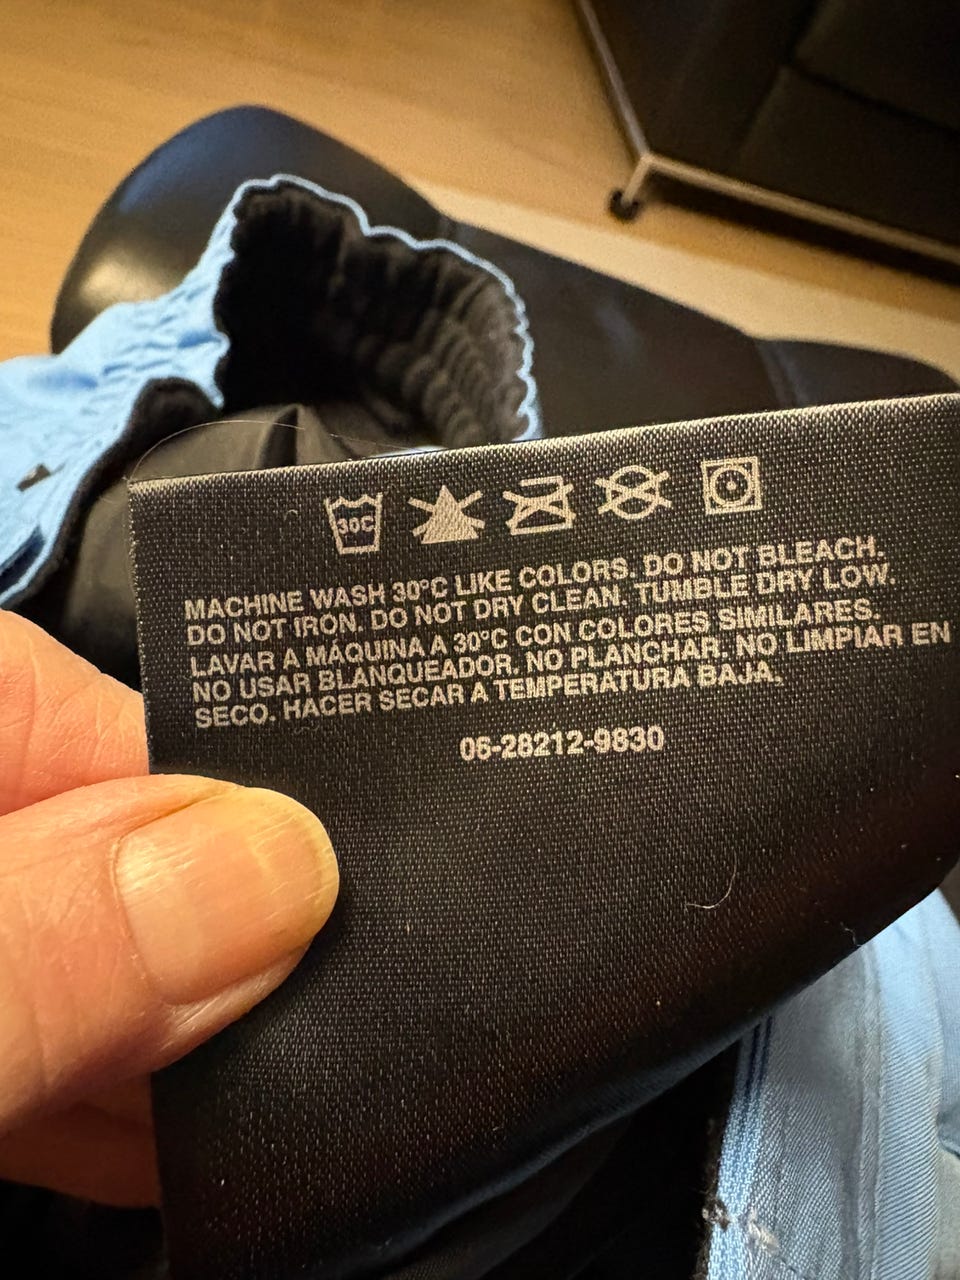 30C
MACHINE WASH 30°C LIKE COLORS. DO NOT BLEACH.
DO NOT IRON. DO NOT DRY CLEAN. TUMBLE DRY LOW.
LAVAR A MÁQUINA A 30°C CON COLORES SIMILARES.
NO USAR BLANQUEADOR. NO PLANCHAR. NO LIMPIAR EN
SECO. HACER SECAR A TEMPERATURA BAJA.
06-28212-9830